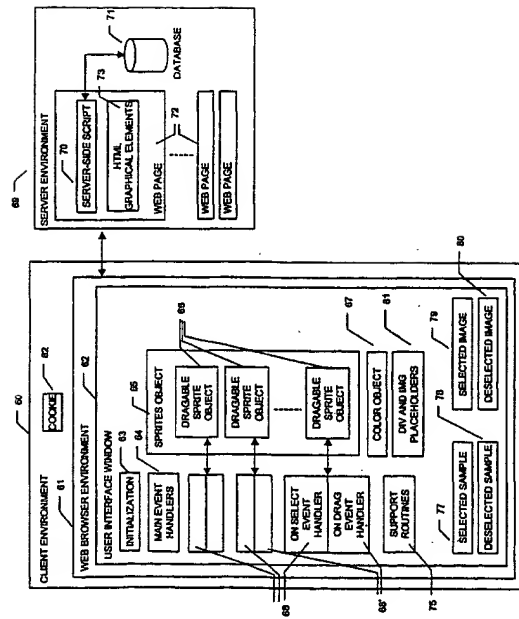 60
CLIENT ENVIRONMENT
COOKIE
82
61
WEB BROWSER ENVIRONMENT
62
USER INTERFACE WINDOW
63
INITIALIZATION
64
MAIN EVENT
HANDLERS
65
SPRITES OBJECT
66
DRAGABLE
SPRITE
OBJECT
DRAGABLE
SPRITE
OBJECT
DRAGABLE
SPRITE
OBJECT
ON SELECT
EVENT
HANDLER
ON DRAG
EVENT
HANDLER
68
68'
67
COLOR OBJECT
81
DIV AND IMG
PLACEHOLDERS
SUPPORT
ROUTINES
75
77
SELECTED SAMPLE
DESELECTED SAMPLE
78
79
SELECTED IMAGE
DESELECTED IMAGE
80
69
SERVER ENVIRONMENT
70
SERVER-SIDE SCRIPT
71
DATABASE
73
HTML
GRAPHICAL ELEMENTS
WEB PAGE
72
WEB PAGE
WEB PAGE